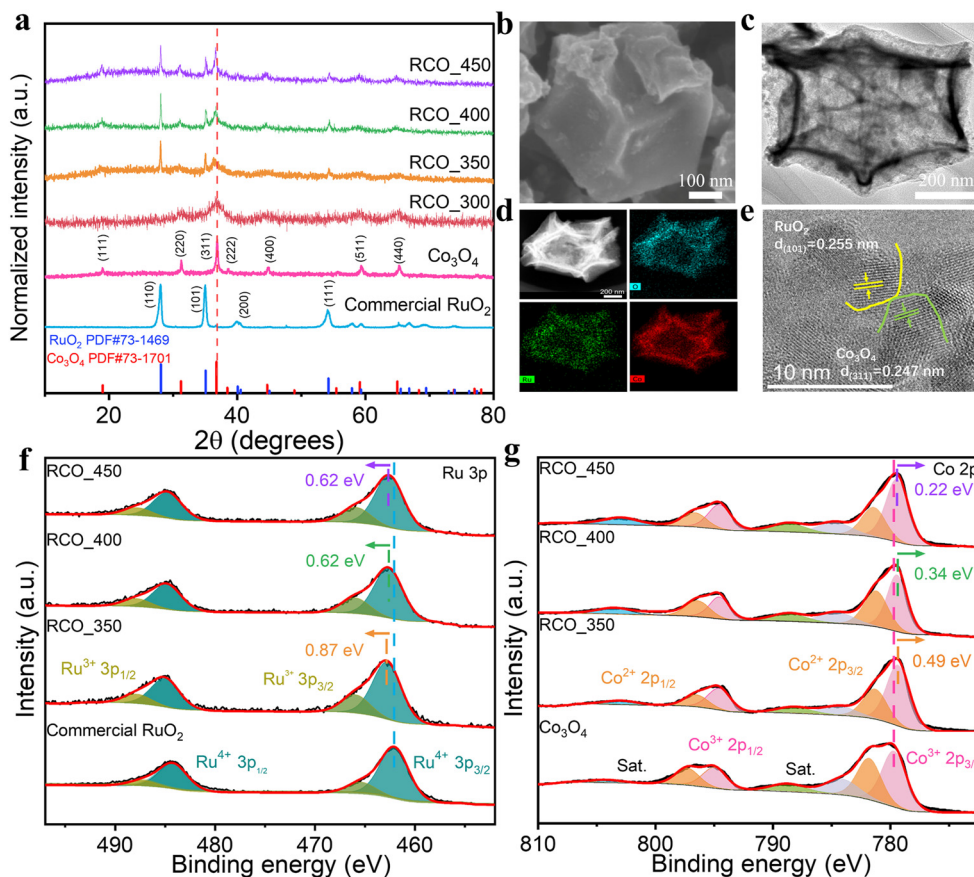 a
Normalized intensity (a.u.)
RCO_450
RCO_400
RCO_350
RCO_300
(111)
(220)
(311)
(222)
(400)
(511)
(440)
Co3O4
(110)
(101)
(200)
(111)
Commercial RuO2
RuO2 PDF#73-1469
Co3O4 PDF#73-1701
20
40
60
80
2θ (degrees)
b
100 nm
c
200 nm
d
200 nm
O
Ru
Co
e
RuO2
d(101)=0.255 nm
Co3O4
d(311)=0.247 nm
10 nm
f
Intensity (a.u.)
RCO_450
Ru 3p
0.62 eV
RCO_400
0.62 eV
RCO_350
0.87 eV
Ru3+ 3p1/2
Ru3+ 3p3/2
Commercial RuO2
Ru4+ 3p1/2
Ru4+ 3p3/2
490
480
470
460
Binding energy (eV)
g
Intensity (a.u.)
RCO_450
Co 2p
0.22 eV
RCO_400
0.34 eV
RCO_350
0.49 eV
Co2+ 2p1/2
Co2+ 2p3/2
Co3O4
Co3+ 2p1/2
Co3+ 2p3/
Sat.
Sat.
810
800
790
780
Binding energy (eV)